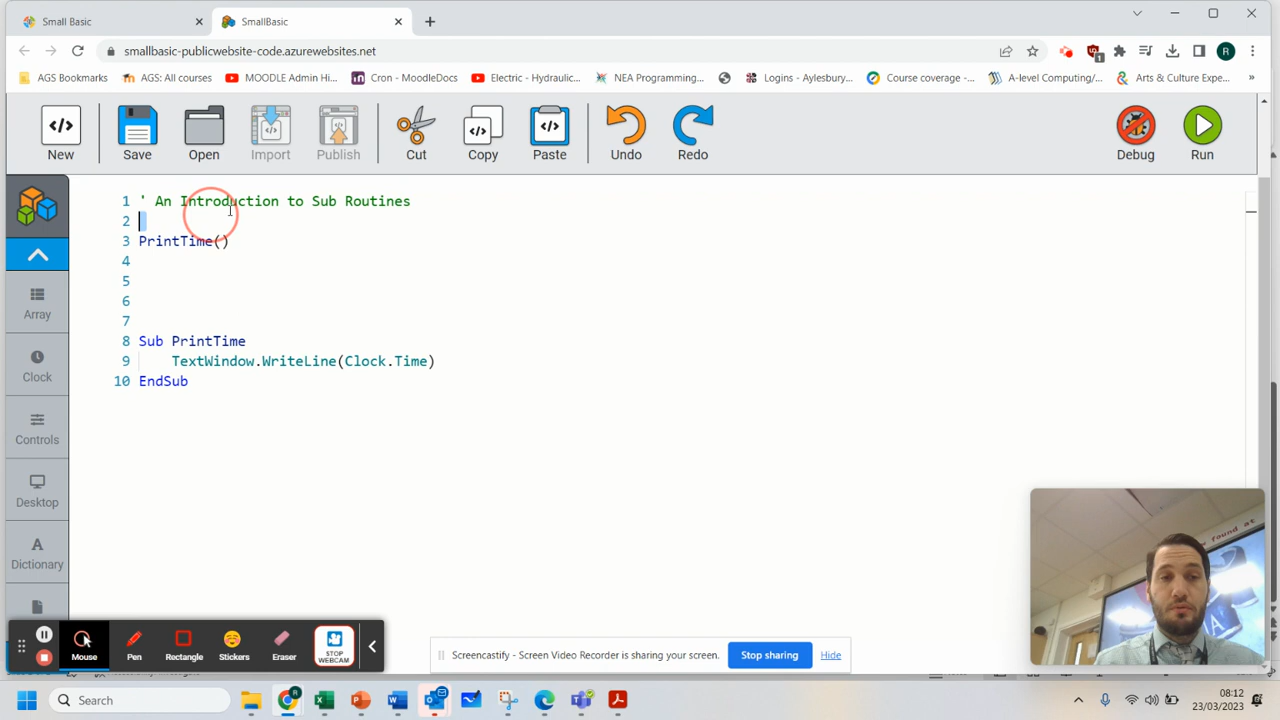 Small Basic
SmallBasic
smallbasic-publicwebsite-code.azurewebsites.net
R
AGS Bookmarks
AGS: All courses
MOODLE Admin Hi...
Cron - MoodleDocs
Electric - Hydraulic...
NEA Programming...
Logins - Aylesbury...
Course coverage -...
A-level Computing/...
Arts & Culture Expe...
»
New
Save
Open
Import
Publish
Cut
Copy
Paste
Undo
Redo
Debug
Run
1 ' An Introduction to Sub Routines
2
3 PrintTime()
4
5
6
7
8 Sub PrintTime
9 TextWindow.WriteLine(Clock.Time)
10 EndSub
Array
Clock
Controls
Desktop
Dictionary
found at
Mouse
Pen
Rectangle
Stickers
Eraser
STOP WEBCAM
Screencastify - Screen Video Recorder is sharing your screen.
Stop sharing
Hide
Search
08:12
23/03/2023